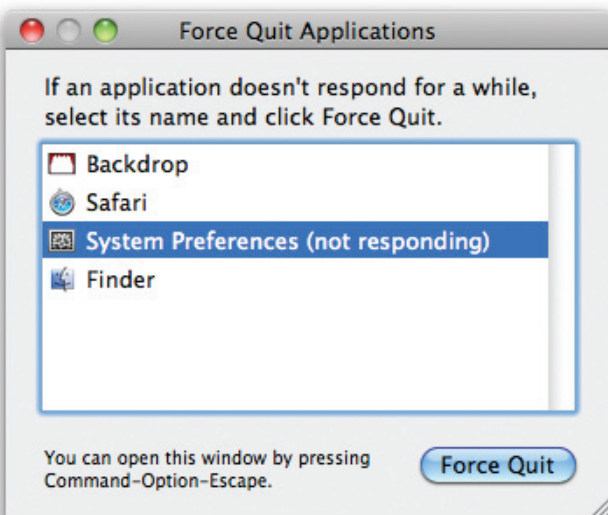 Force Quit Applications
If an application doesn't respond for a while,
select its name and click Force Quit.
Backdrop
Safari
System Preferences (not responding)
Finder
You can open this window by pressing
Command-Option-Escape.
Force Quit